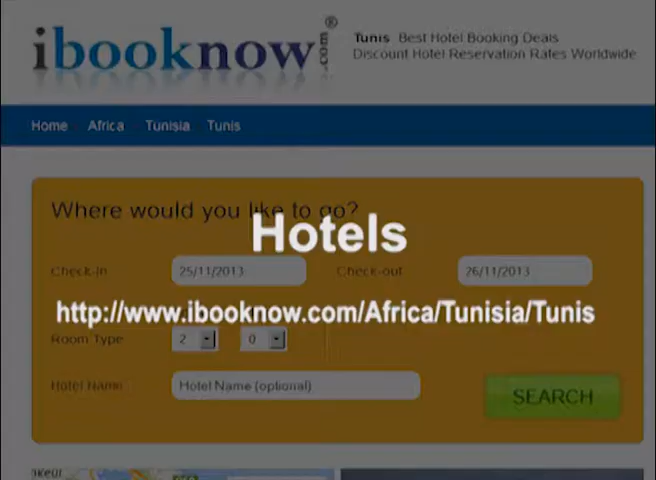 ibooknow.com®
Tunis Best Hotel Booking Deals
Discount Hotel Reservation Rates Worldwide
Home Africa Tunisia Tunis
Where would you like to go?
Hotels
Check-in 25/11/2013 Check-out 26/11/2013
http://www.ibooknow.com/Africa/Tunisia/Tunis
Room Type 2 0
Hotel Name Hotel Name (optional)
SEARCH